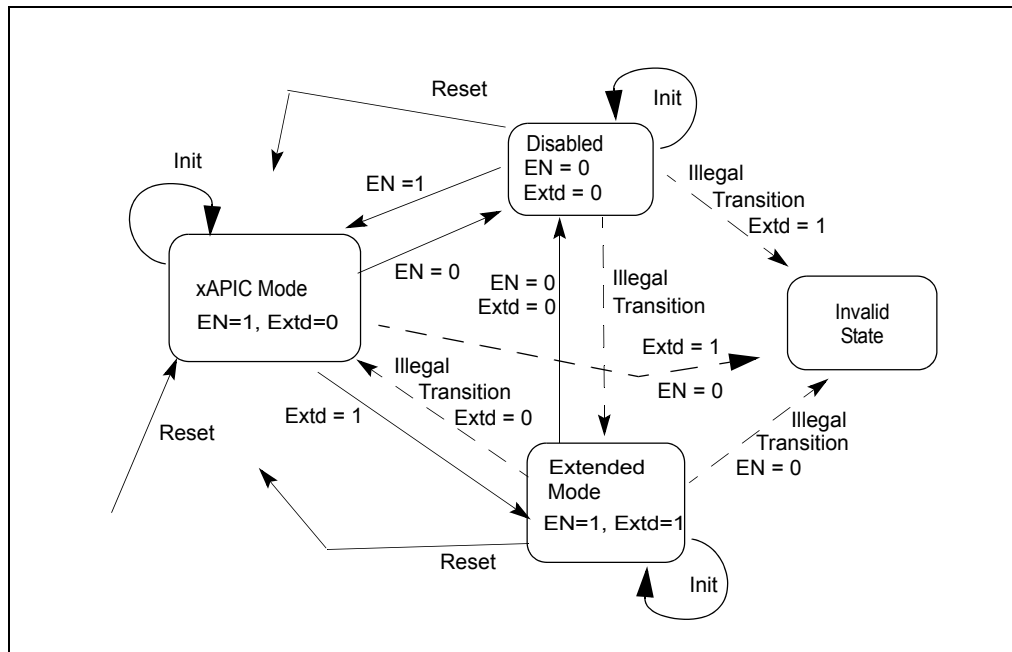 Reset
Init
Disabled
EN = 0
Extd = 0
Init
EN =1
Illegal
Transition
Extd = 1
xAPIC Mode
EN=1, Extd=0
EN = 0
EN = 0
Extd = 0
Illegal
Transition
Invalid
State
Extd = 1
EN = 0
Illegal
Transition
Extd = 0
Extd = 1
Reset
Illegal
Transition
EN = 0
Extended
Mode
EN=1, Extd=1
Reset
Init